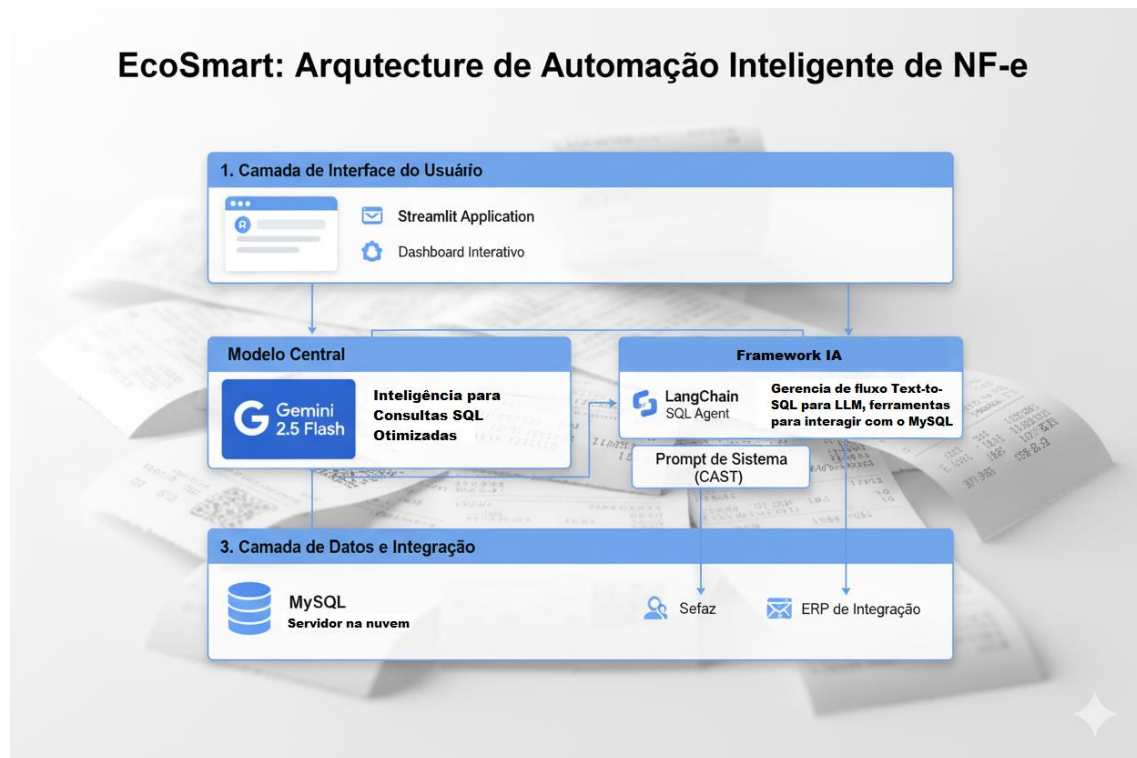 EcoSmart: Arqutecture de Automação Inteligente de NF-e
1. Camada de Interface do Usuário
Streamlit Application
Dashboard Interativo
Modelo Central
Gemini
2.5 Flash
Inteligência para
Consultas SQL
Otimizadas
Framework IA
LangChain
SQL Agent
Gerencia de fluxo Text-to-
SQL para LLM, ferramentas
para interagir com o MySQL
Prompt de Sistema
(CAST)
3. Camada de Datos e Integração
MySQL
Servidor na nuvem
Sefaz
ERP de Integração